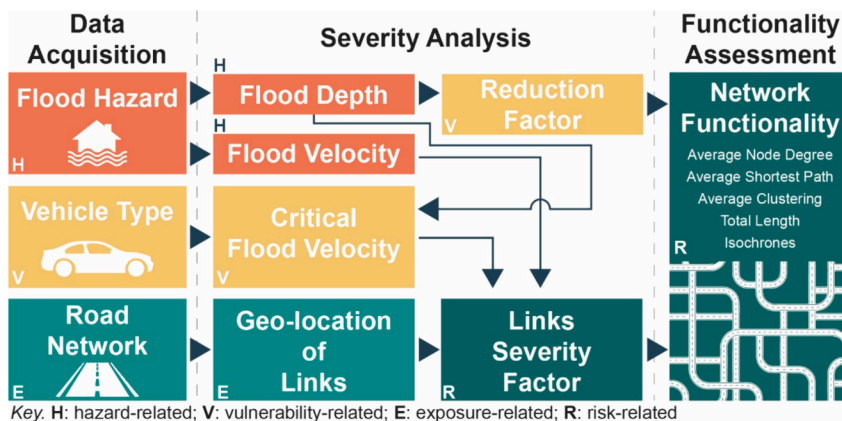 Data
Acquisition
Severity Analysis
Functionality
Assessment
Flood Hazard
H
H
Flood Depth
Reduction
Factor
V
H
Flood Velocity
Vehicle Type
V
Critical
Flood Velocity
V
Road
Network
E
Geo-location
of
Links
E
Links
Severity
Factor
R
Network
Functionality
Average Node Degree
Average Shortest Path
Average Clustering
Total Length
Isochrones
R
Key. H: hazard-related; V: vulnerability-related; E: exposure-related; R: risk-related